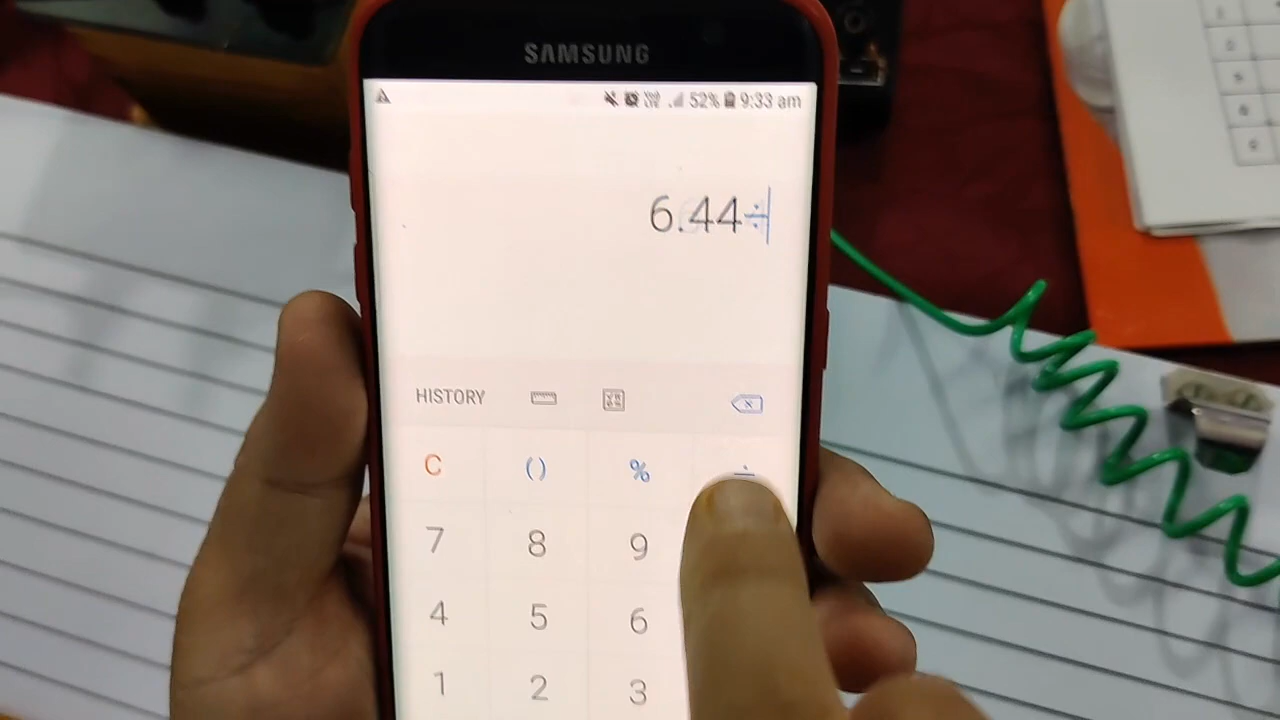 SAMSUNG
52% 9:33 am
6.44÷
HISTORY
C () % ÷
7 8 9
4 5 6
1 2 3